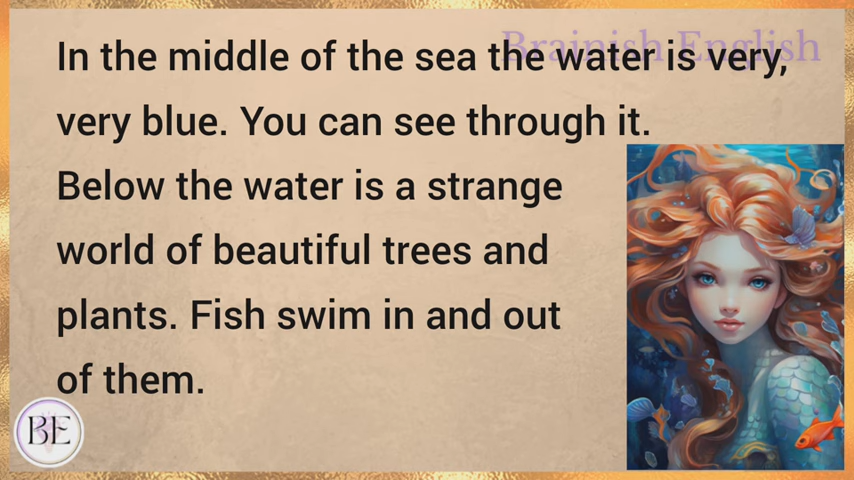 Brainish English
In the middle of the sea the water is very,
very blue. You can see through it.
Below the water is a strange
world of beautiful trees and
plants. Fish swim in and out
of them.
BE